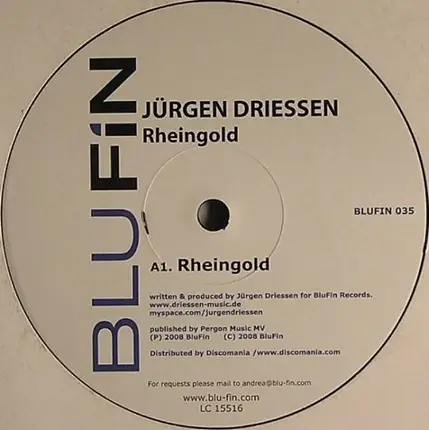 BLUFIN
JÜRGEN DRIESSEN
Rheingold
BLUFIN 035
A1. Rheingold
written & produced by Jürgen Driessen for BluFin Records.
www.driessen-music.de
myspace.com/jurgendriessen
published by Pergon Music MV
(P) 2008 BluFin (C) 2008 BluFin
Distributed by Discomania /www.discomania.com
For requests please mail to andrea@blu-fin.com
www.blu-fin.com
LC 15516